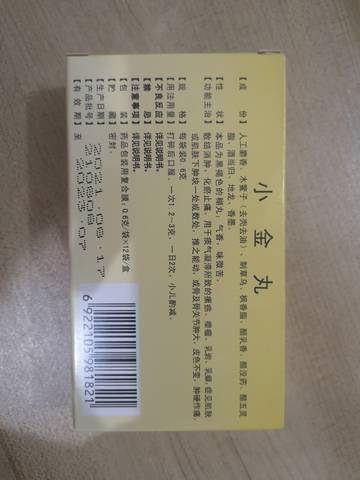 小金丸
【成　份】人工麝香、木鳖子（去壳去油）、制草乌、枫香脂、醋乳香、醋没药、醋五灵
脂、酒当归、地龙、香墨。
【性　状】本品为黑褐色的糊丸；气香，味微苦。
【功能主治】散结消肿，化瘀止痛。用于痰气凝滞所致的瘰疬、瘿瘤、乳岩、乳癖，症见肌肤
或肌肤下肿块一处或数处，推之能动，或骨及骨关节肿大、皮色不变、肿硬作痛。
【规　格】每袋装0.6克
【用法用量】打碎后口服。一次1.2～3克，一日2次，小儿酌减。
【不良反应】详见说明书。
【禁　忌】详见说明书。
【注意事项】详见说明书。
【包　装】药品包装用复合膜，0.6克/袋×12袋/盒
【贮　藏】密封
【生产日期】2021.08.17
【产品批号】210808
【有 效 期】至 2023.07
6922105981821